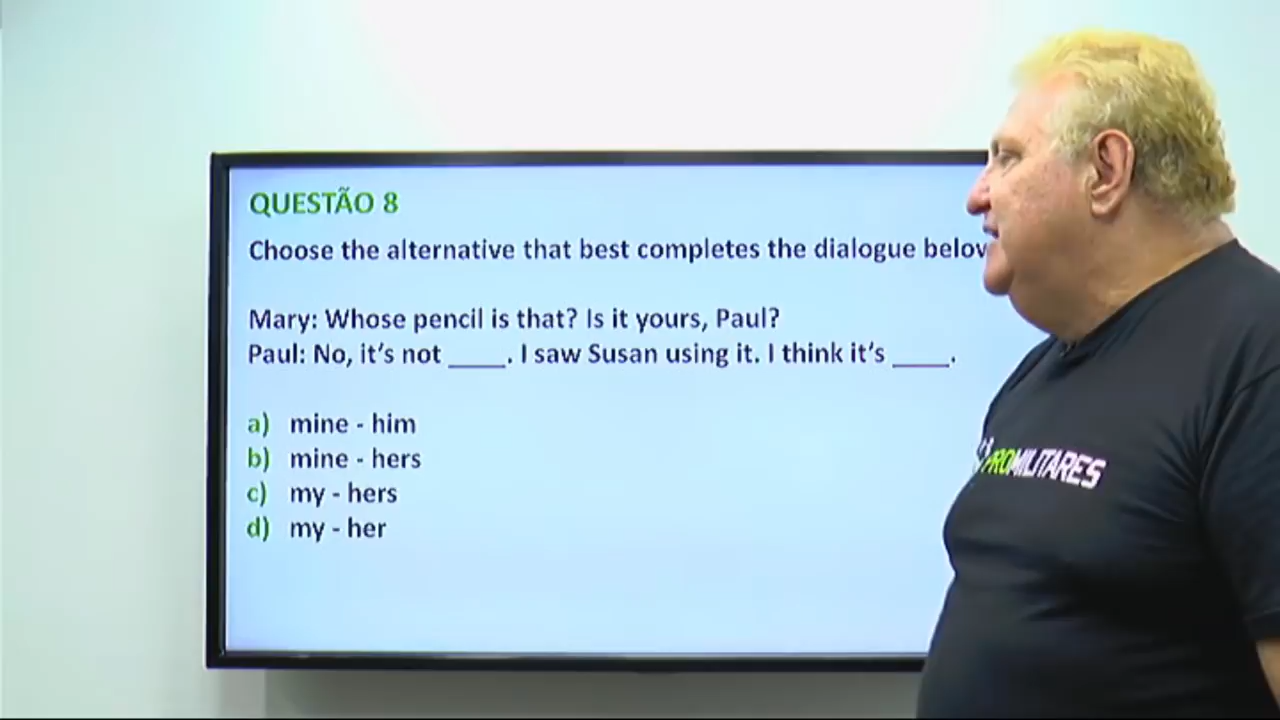 QUESTÃO 8
Choose the alternative that best completes the dialogue
Mary: Whose pencil is that? Is it yours, Paul?
Paul: No, it's not ____. I saw Susan using it. I think it's ____.
a) mine - him
b) mine - hers
c) my - hers
d) my - her
PROMILITARES